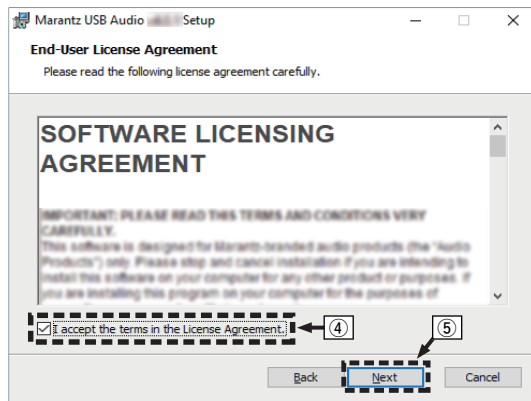 Marantz USB Audio Setup
End-User License Agreement
Please read the following license agreement carefully.
SOFTWARE LICENSING
AGREEMENT
IMPORTANT: PLEASE READ THIS TERMS AND CONDITIONS VERY
CAREFULLY.
This software is designed for Marantz-branded audio products (the "Audio
Products") only. Please stop and cancel installation if you are intending to
install this software on your computer for any other product or purposes. If
you are installing this program on your computer for the purposes of
I accept the terms in the License Agreement.
④
⑤
Back Next Cancel